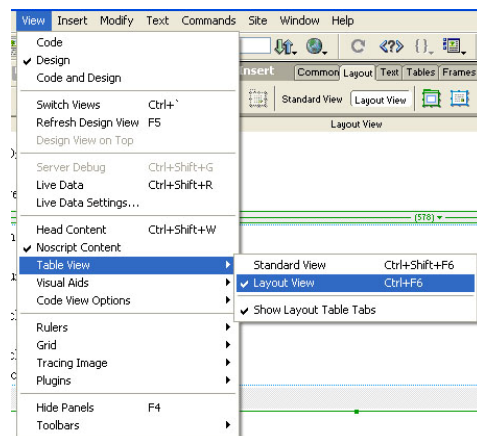 View Insert Modify Text Commands Site Window Help
Code
Design
Code and Design
Insert Common Layout Text Tables Frames
Switch Views Ctrl+`
Standard View Layout View
Refresh Design View F5
Layout View
Design View on Top
Server Debug Ctrl+Shift+G
Live Data Ctrl+Shift+R
Live Data Settings...
(578)
Head Content Ctrl+Shift+W
Noscript Content
Table View
Standard View Ctrl+Shift+F6
Visual Aids
Layout View Ctrl+F6
Code View Options
Show Layout Table Tabs
Rulers
Grid
Tracing Image
Plugins
Hide Panels F4
Toolbars